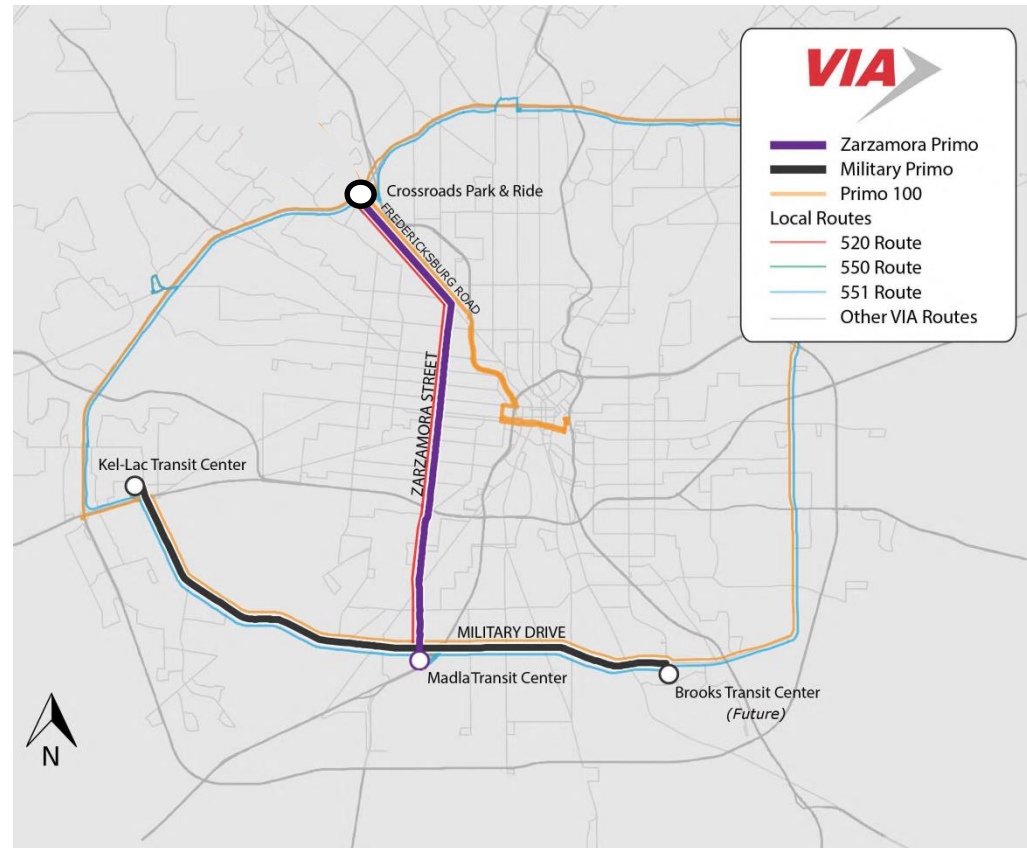 VIA
Zarzamora Primo
Military Primo
Primo 100
Local Routes
520 Route
550 Route
551 Route
Other VIA Routes
Crossroads Park & Ride
FREDERICKSBURG ROAD
ZARZAMORA STREET
Kel-Lac Transit Center
MILITARY DRIVE
Madla Transit Center
Brooks Transit Center
(Future)
N